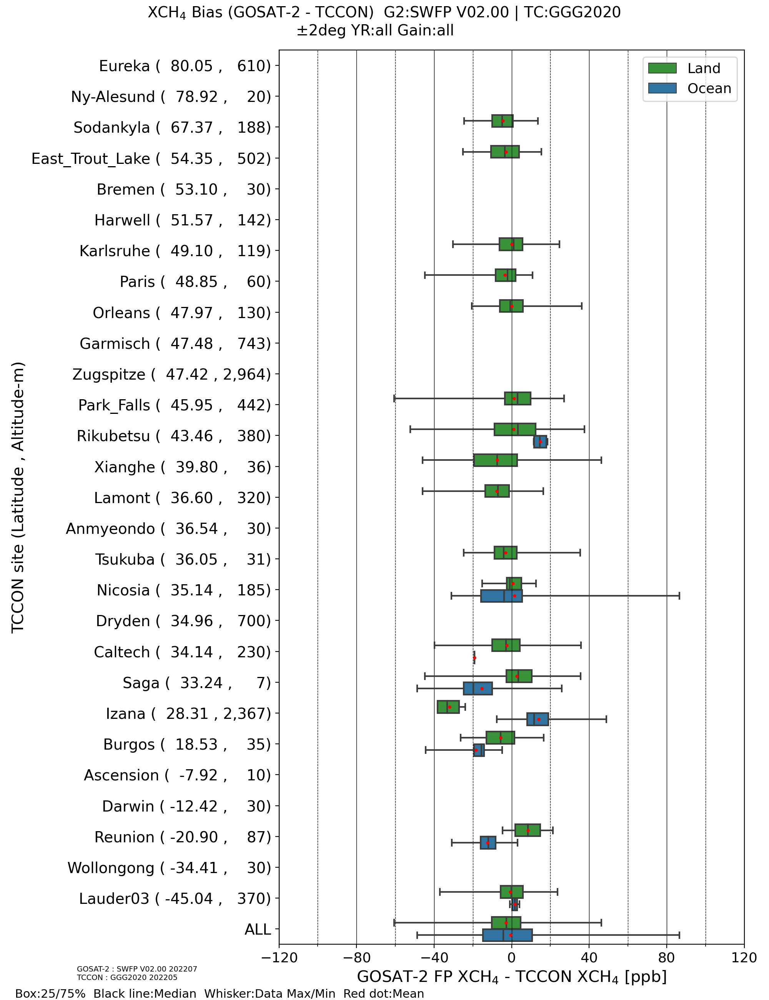 XCH₄ Bias (GOSAT-2 - TCCON)  G2:SWFP V02.00 | TC:GGG2020
±2deg YR:all Gain:all
Land
Ocean
TCCON site (Latitude , Altitude-m)
Eureka (  80.05 ,   610)
Ny-Alesund (  78.92 ,    20)
Sodankyla (  67.37 ,   188)
East_Trout_Lake (  54.35 ,   502)
Bremen (  53.10 ,    30)
Harwell (  51.57 ,   142)
Karlsruhe (  49.10 ,   119)
Paris (  48.85 ,    60)
Orleans (  47.97 ,   130)
Garmisch (  47.48 ,   743)
Zugspitze (  47.42 , 2,964)
Park_Falls (  45.95 ,   442)
Rikubetsu (  43.46 ,   380)
Xianghe (  39.80 ,    36)
Lamont (  36.60 ,   320)
Anmyeondo (  36.54 ,    30)
Tsukuba (  36.05 ,    31)
Nicosia (  35.14 ,   185)
Dryden (  34.96 ,   700)
Caltech (  34.14 ,   230)
Saga (  33.24 ,     7)
Izana (  28.31 , 2,367)
Burgos (  18.53 ,    35)
Ascension (  -7.92 ,    10)
Darwin ( -12.42 ,    30)
Reunion ( -20.90 ,    87)
Wollongong ( -34.41 ,    30)
Lauder03 ( -45.04 ,   370)
ALL
−120 −80 −40 0 40 80 120
GOSAT-2 FP XCH₄ - TCCON XCH₄ [ppb]
GOSAT-2 : SWFP V02.00 202207
TCCON : GGG2020 202205
Box:25/75%  Black line:Median  Whisker:Data Max/Min  Red dot:Mean